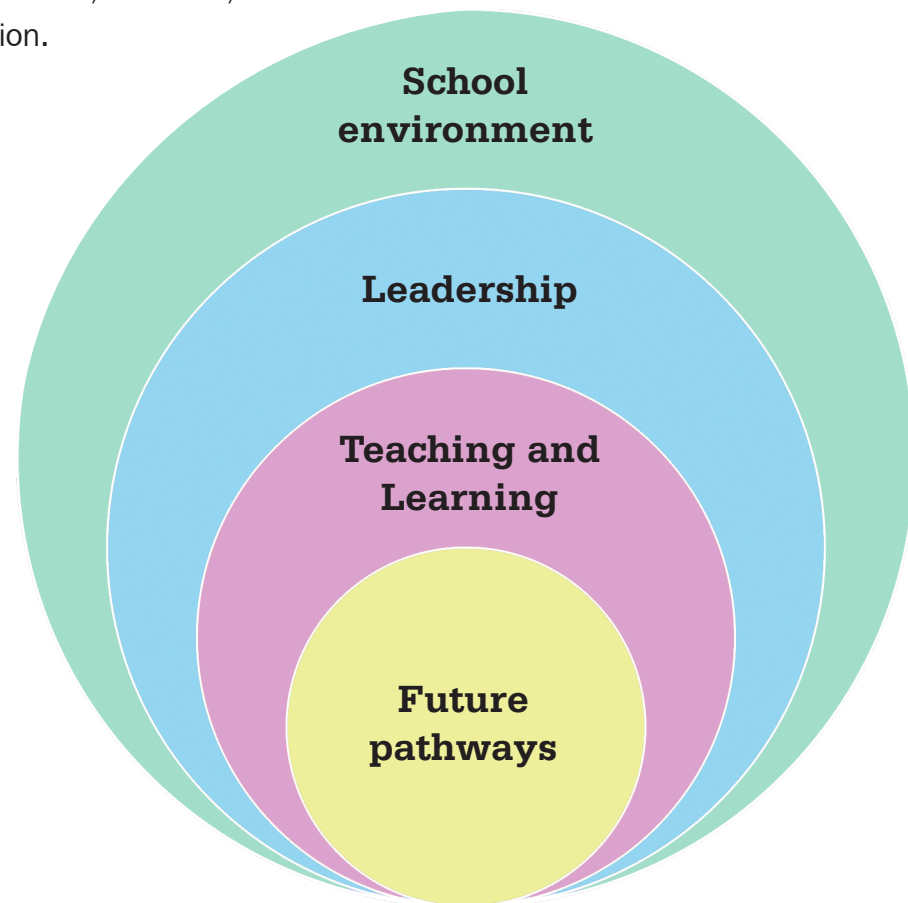 ion.
School
environment
Leadership
Teaching and
Learning
Future
pathways